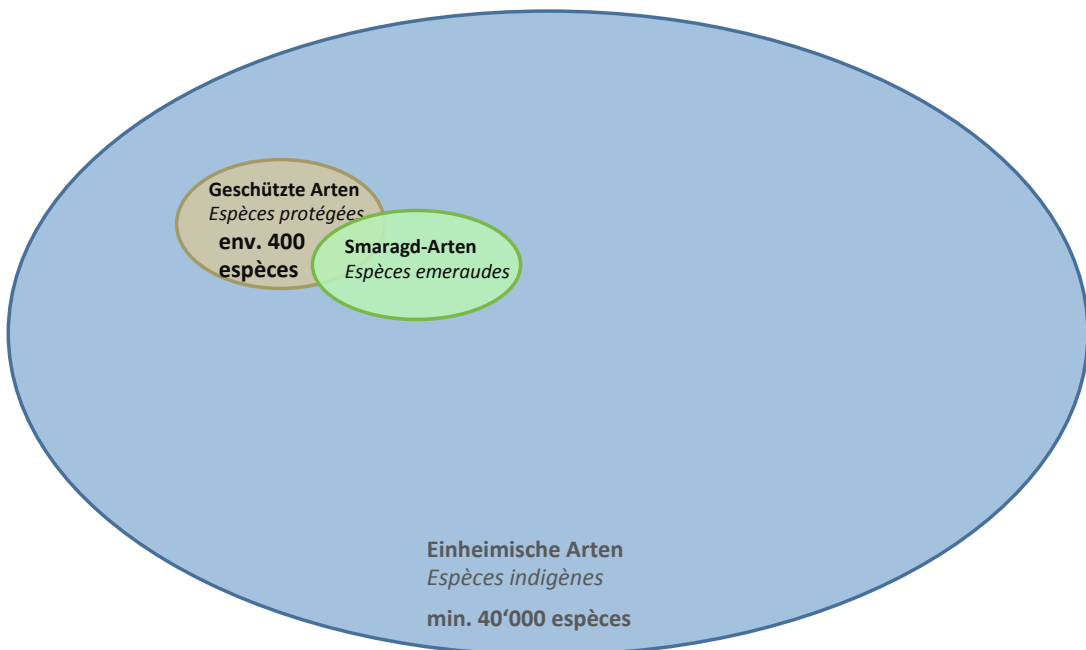 Geschützte Arten
Espèces protégées
env. 400
espèces
Smaragd-Arten
Espèces emeraudes
Einheimische Arten
Espèces indigènes
min. 40‘000 espèces